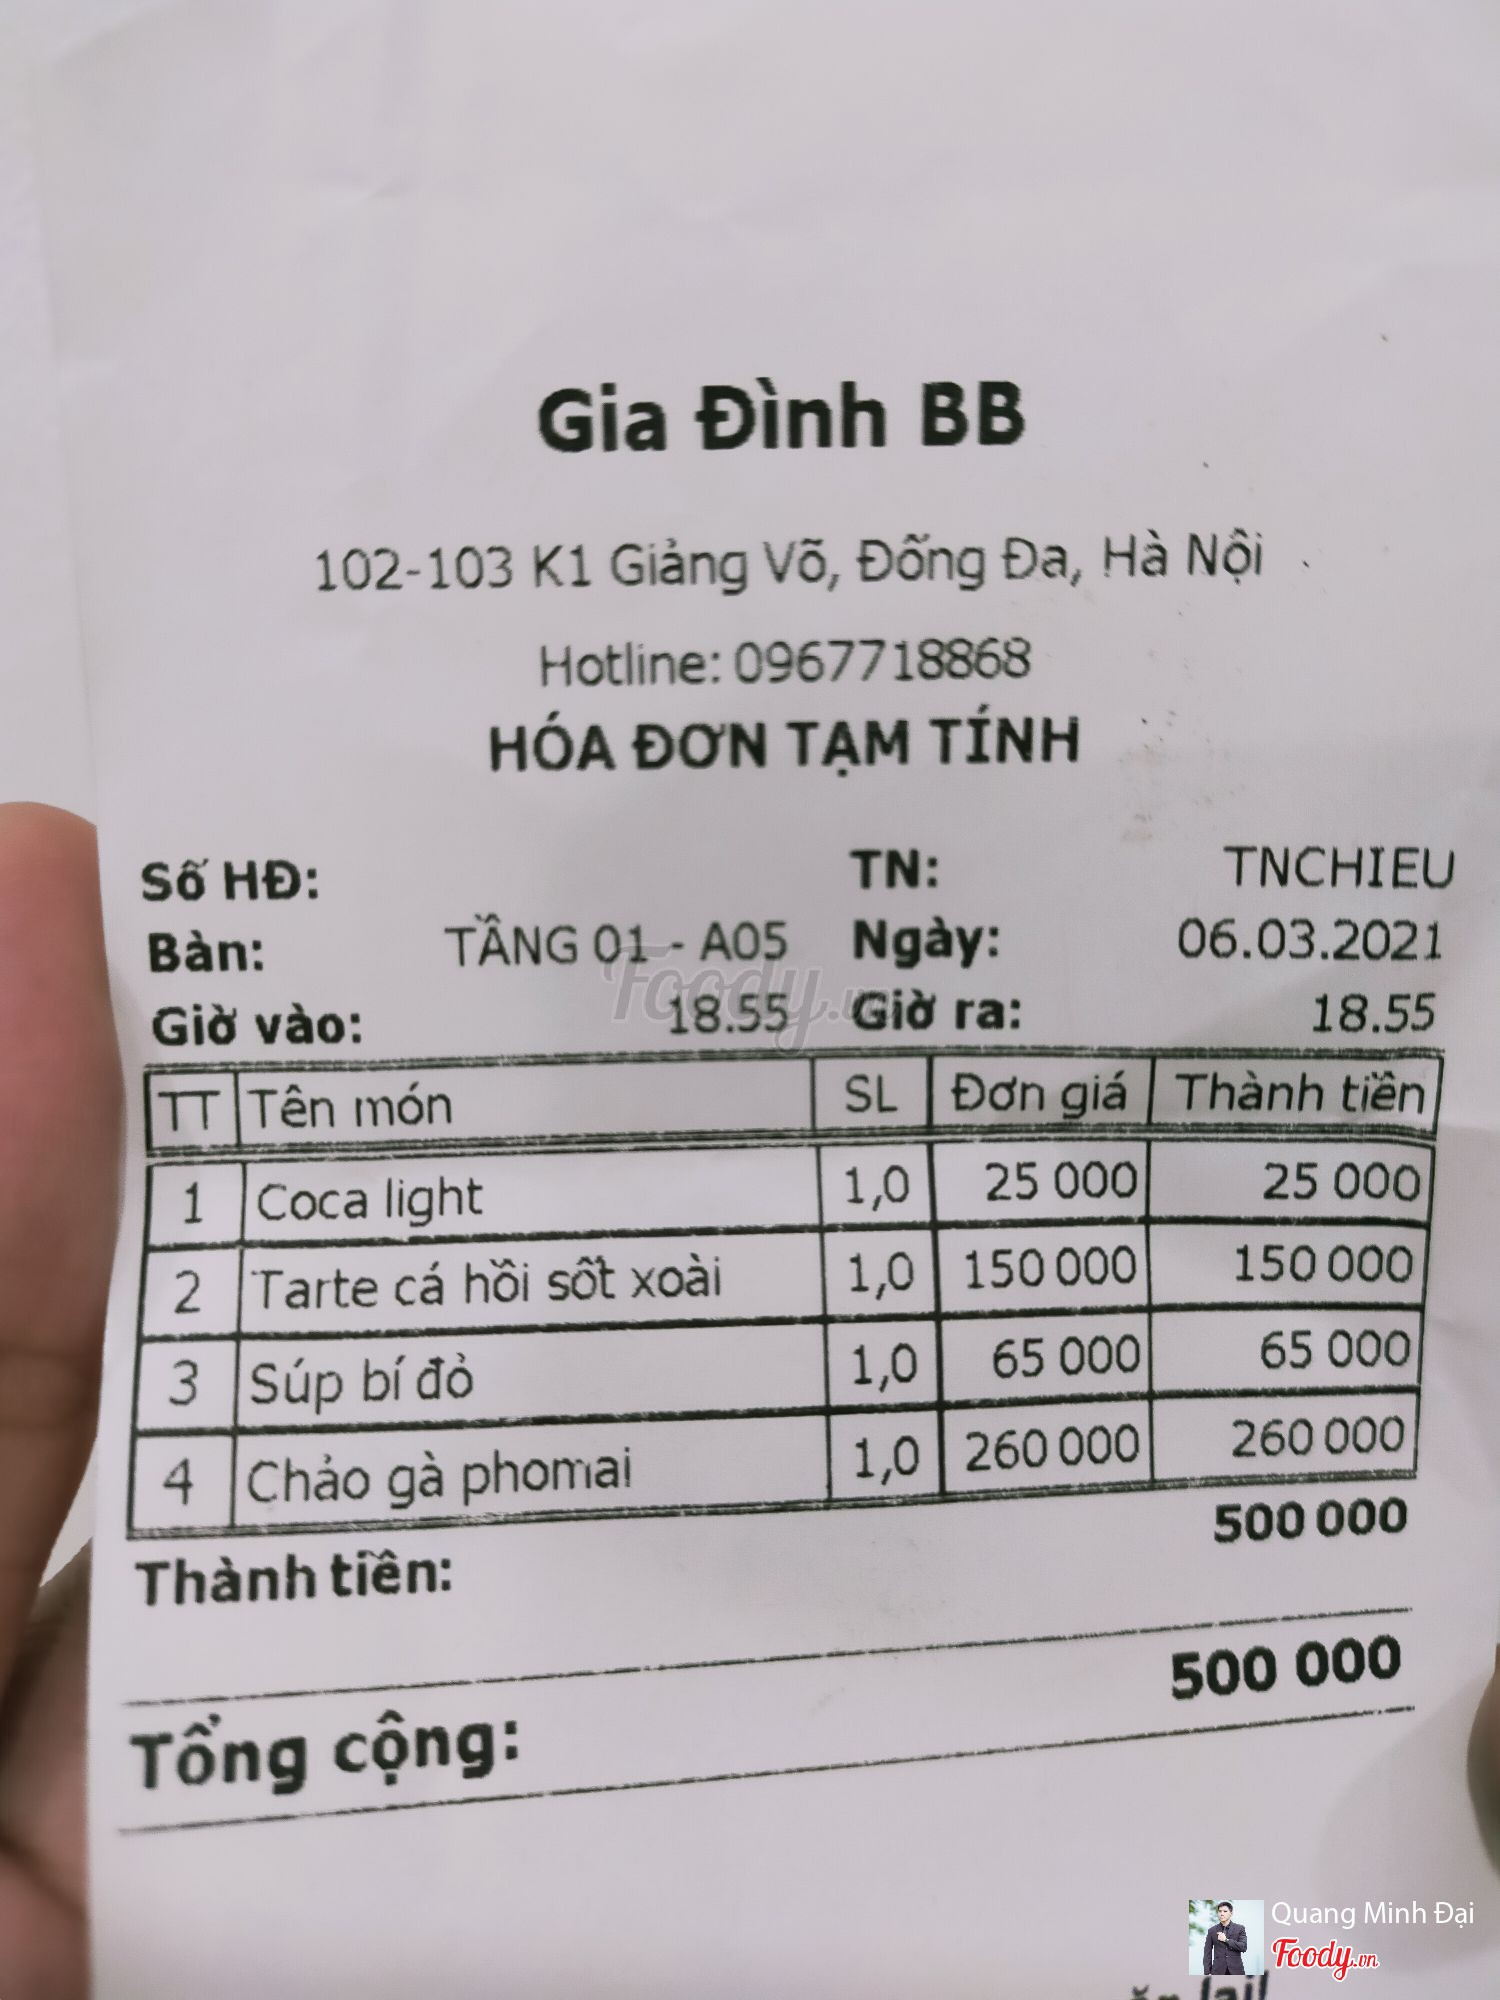 Gia Đình BB
102-103 K1 Giảng Võ, Đống Đa, Hà Nội
Hotline: 0967718868
HÓA ĐƠN TẠM TÍNH
Số HĐ: TN: TNCHIEU
Bàn: TẦNG 01 - A05 Ngày: 06.03.2021
Giờ vào: 18.55 Giờ ra: 18.55
Foody.vn
TT Tên món SL Đơn giá Thành tiền
1 Coca light 1,0 25 000 25 000
2 Tarte cá hồi sốt xoài 1,0 150 000 150 000
3 Súp bí đỏ 1,0 65 000 65 000
4 Chảo gà phomai 1,0 260 000 260 000
Thành tiền: 500 000
Tổng cộng: 500 000
Quang Minh Đại
Foody.vn
lại!